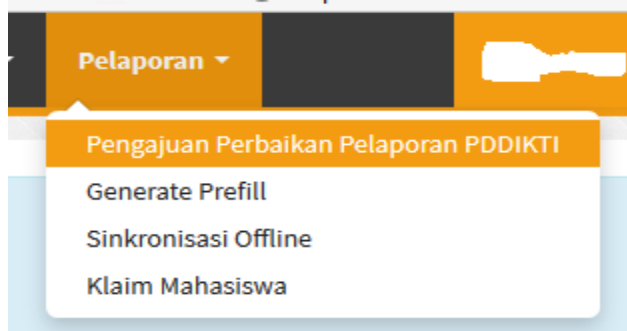 Pelaporan
Pengajuan Perbaikan Pelaporan PDDIKTI
Generate Prefill
Sinkronisasi Offline
Klaim Mahasiswa